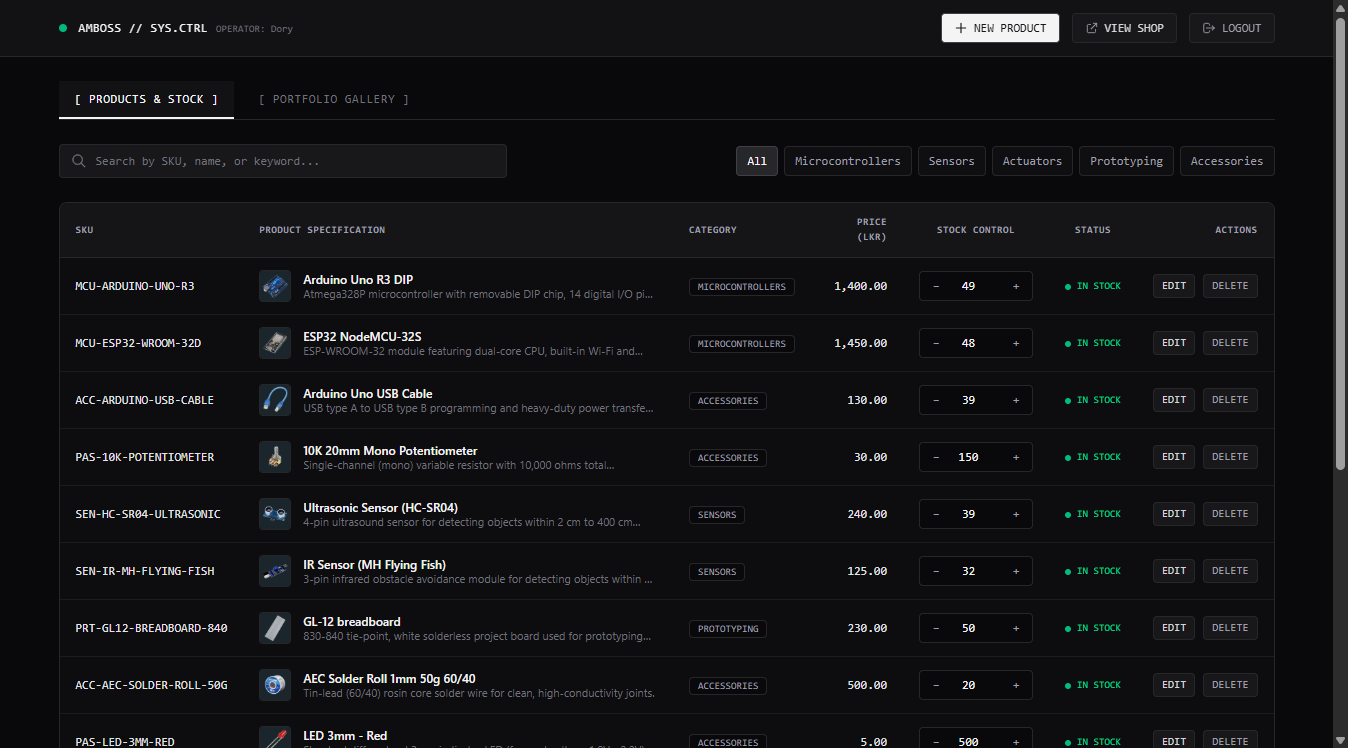 AMBOSS // SYS.CTRL OPERATOR: Dory
+ NEW PRODUCT
VIEW SHOP
LOGOUT
[ PRODUCTS & STOCK ]
[ PORTFOLIO GALLERY ]
Search by SKU, name, or keyword...
All
Microcontrollers
Sensors
Actuators
Prototyping
Accessories
SKU PRODUCT SPECIFICATION CATEGORY PRICE (LKR) STOCK CONTROL STATUS ACTIONS
MCU-ARDUINO-UNO-R3
Arduino Uno R3 DIP
Atmega328P microcontroller with removable DIP chip, 14 digital I/O pi...
MICROCONTROLLERS
1,400.00
− 49 +
IN STOCK
EDIT
DELETE
MCU-ESP32-WROOM-32D
ESP32 NodeMCU-32S
ESP-WROOM-32 module featuring dual-core CPU, built-in Wi-Fi and...
MICROCONTROLLERS
1,450.00
− 48 +
IN STOCK
EDIT
DELETE
ACC-ARDUINO-USB-CABLE
Arduino Uno USB Cable
USB type A to USB type B programming and heavy-duty power transfe...
ACCESSORIES
130.00
− 39 +
IN STOCK
EDIT
DELETE
PAS-10K-POTENTIOMETER
10K 20mm Mono Potentiometer
Single-channel (mono) variable resistor with 10,000 ohms total...
ACCESSORIES
30.00
− 150 +
IN STOCK
EDIT
DELETE
SEN-HC-SR04-ULTRASONIC
Ultrasonic Sensor (HC-SR04)
4-pin ultrasound sensor for detecting objects within 2 cm to 400 cm...
SENSORS
240.00
− 39 +
IN STOCK
EDIT
DELETE
SEN-IR-MH-FLYING-FISH
IR Sensor (MH Flying Fish)
3-pin infrared obstacle avoidance module for detecting objects within ...
SENSORS
125.00
− 32 +
IN STOCK
EDIT
DELETE
PRT-GL12-BREADBOARD-840
GL-12 breadboard
830-840 tie-point, white solderless project board used for prototyping...
PROTOTYPING
230.00
− 50 +
IN STOCK
EDIT
DELETE
ACC-AEC-SOLDER-ROLL-50G
AEC Solder Roll 1mm 50g 60/40
Tin-lead (60/40) rosin core solder wire for clean, high-conductivity joints.
ACCESSORIES
500.00
− 20 +
IN STOCK
EDIT
DELETE
PAS-LED-3MM-RED
LED 3mm - Red
ACCESSORIES
5.00
− 500 +
IN STOCK
EDIT
DELETE